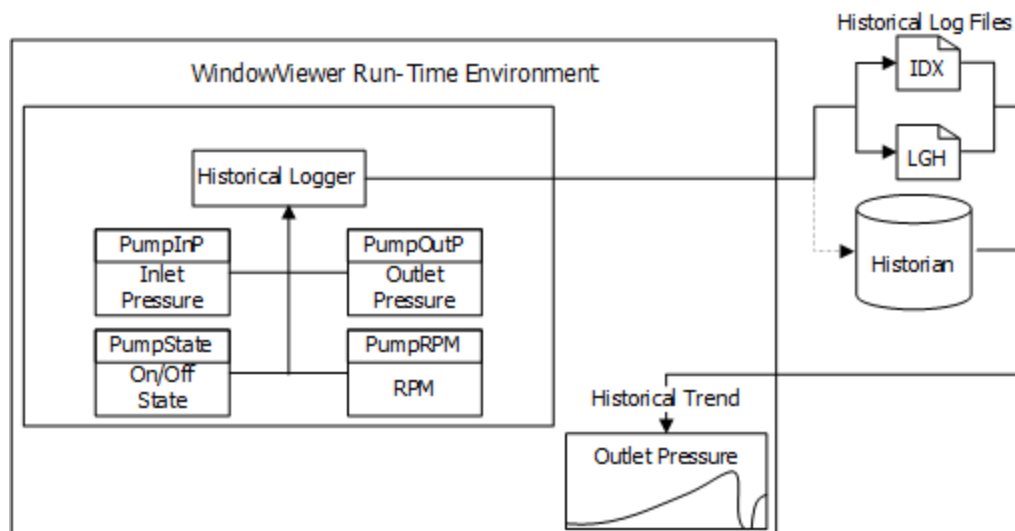 Historical Log Files
WindowViewer Run-Time Environment
IDX
LGH
Historical Logger
PumpInP
Inlet
Pressure
PumpOutP
Outlet
Pressure
Historian
PumpState
On/Off
State
PumpRPM
RPM
Historical Trend
Outlet Pressure